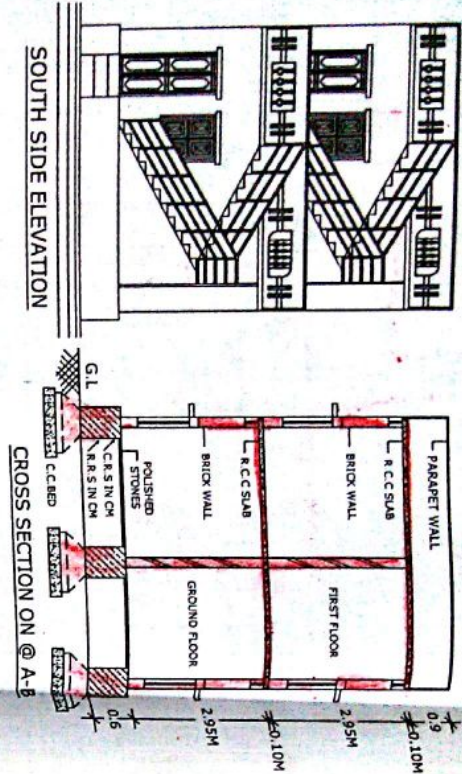 SOUTH SIDE ELEVATION
PARAPET WALL
R.C.C SLAB
BRICK WALL
FIRST FLOOR
R.C.C SLAB
BRICK WALL
GROUND FLOOR
POLISHED
STONES
C.R.S IN CM
R.R.S IN CM
G.L
C.C.BED
0.9
0.10M
2.95M
0.10M
2.95M
0.6
CROSS SECTION ON @ A-B